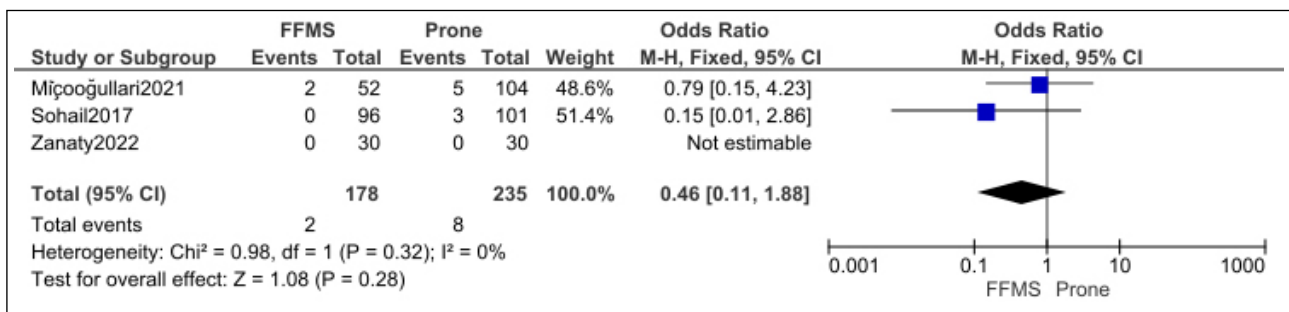 FFMS Prone Odds Ratio Odds Ratio
Study or Subgroup Events Total Events Total Weight M-H, Fixed, 95% CI M-H, Fixed, 95% CI
Mïçooğullari2021 2 52 5 104 48.6% 0.79 [0.15, 4.23]
Sohail2017 0 96 3 101 51.4% 0.15 [0.01, 2.86]
Zanaty2022 0 30 0 30 Not estimable
Total (95% CI) 178 235 100.0% 0.46 [0.11, 1.88]
Total events 2 8
Heterogeneity: Chi² = 0.98, df = 1 (P = 0.32); I² = 0%
Test for overall effect: Z = 1.08 (P = 0.28)
0.001 0.1 1 10 1000
FFMS Prone